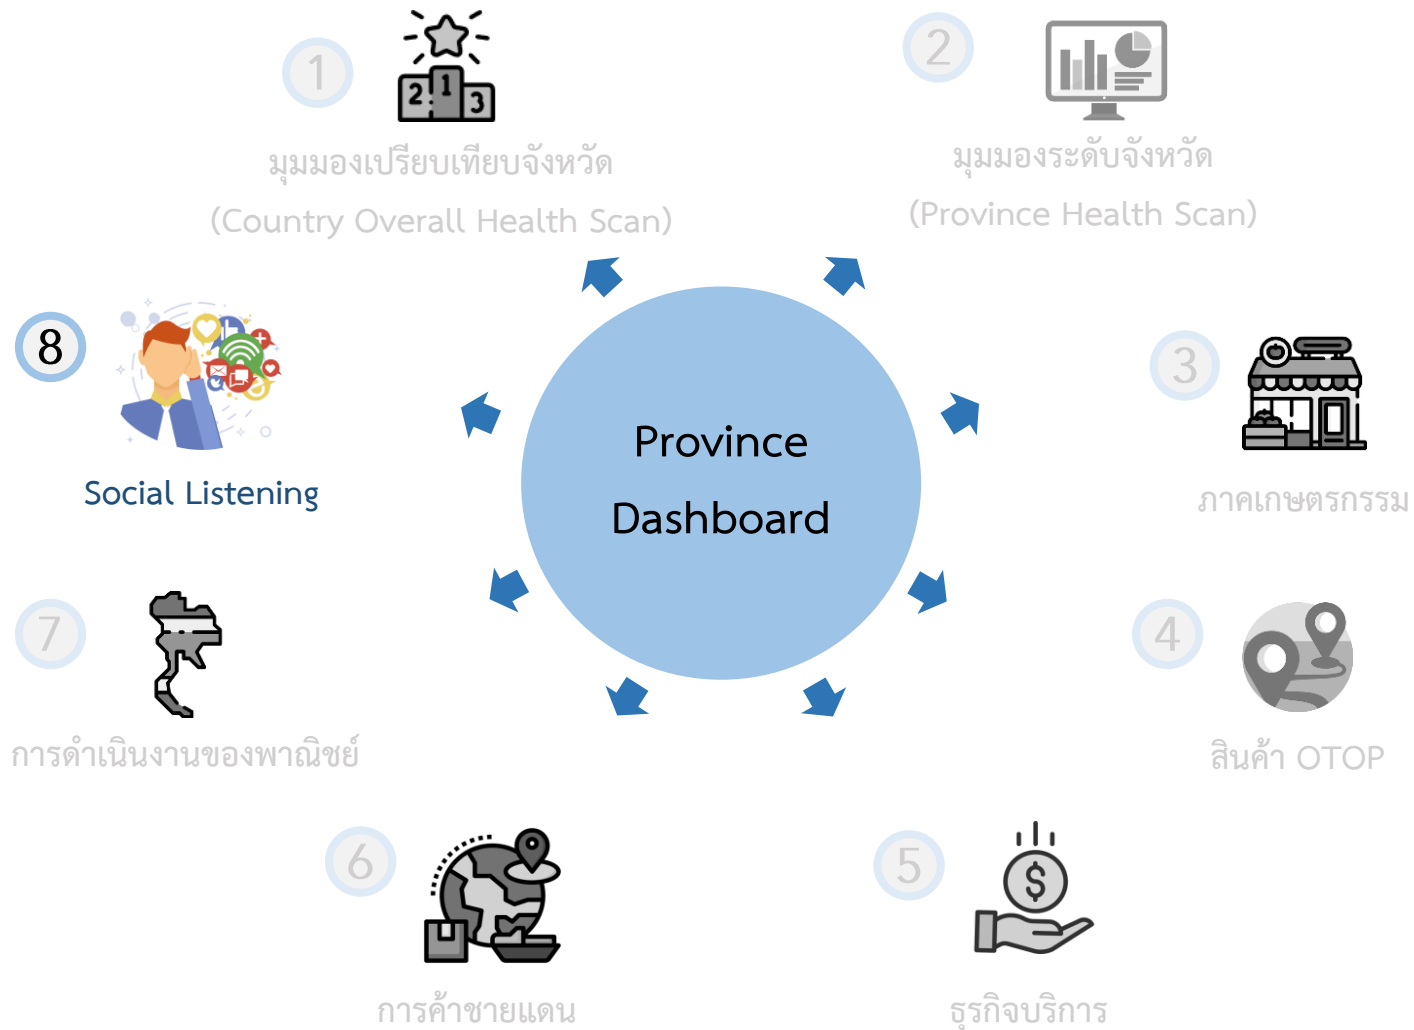 1
2 1 3
มุมมองเปรียบเทียบจังหวัด
(Country Overall Health Scan)
2
มุมมองระดับจังหวัด
(Province Health Scan)
3
ภาคเกษตรกรรม
4
สินค้า OTOP
5
$
ธุรกิจบริการ
6
การค้าชายแดน
7
การดำเนินงานของพาณิชย์
8
Social Listening
Province
Dashboard